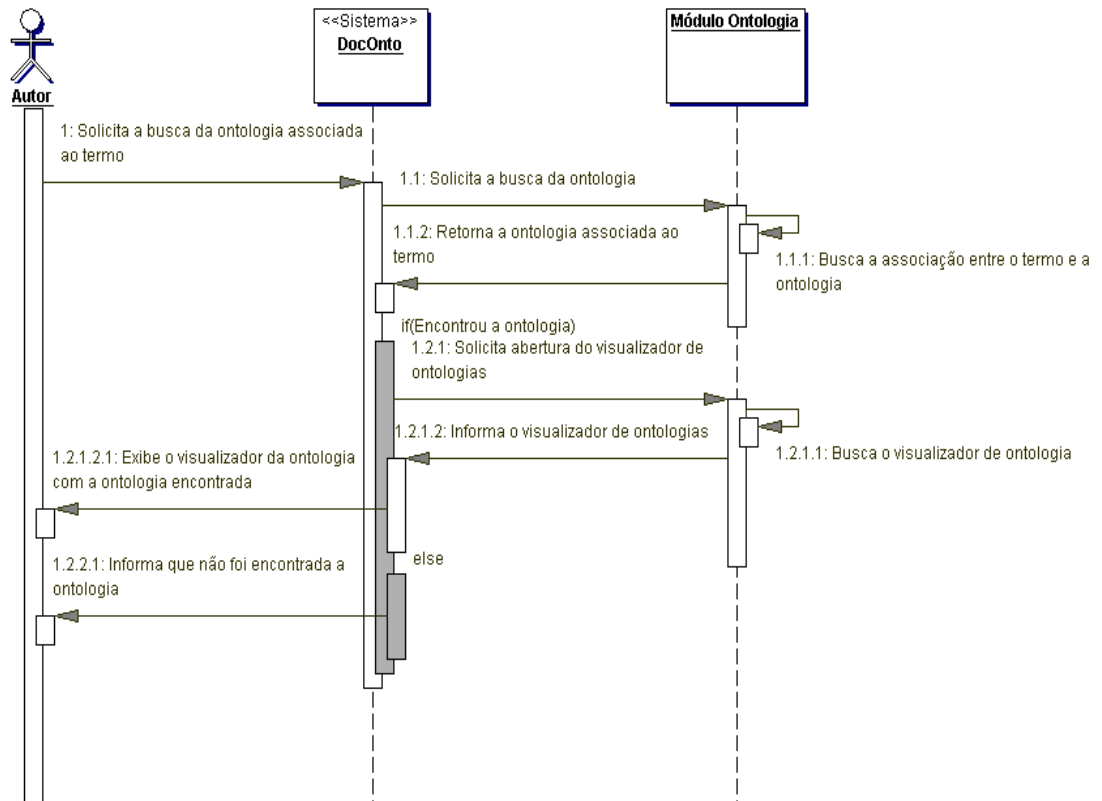 <<Sistema>>
DocOnto
Módulo Ontologia
Autor
1: Solicita a busca da ontologia associada
ao termo
1.1: Solicita a busca da ontologia
1.1.2: Retorna a ontologia associada ao
termo
1.1.1: Busca a associação entre o termo e a
ontologia
if(Encontrou a ontologia)
1.2.1: Solicita abertura do visualizador de
ontologias
1.2.1.2: Informa o visualizador de ontologias
1.2.1.1: Busca o visualizador de ontologia
1.2.1.2.1: Exibe o visualizador da ontologia
com a ontologia encontrada
else
1.2.2.1: Informa que não foi encontrada a
ontologia